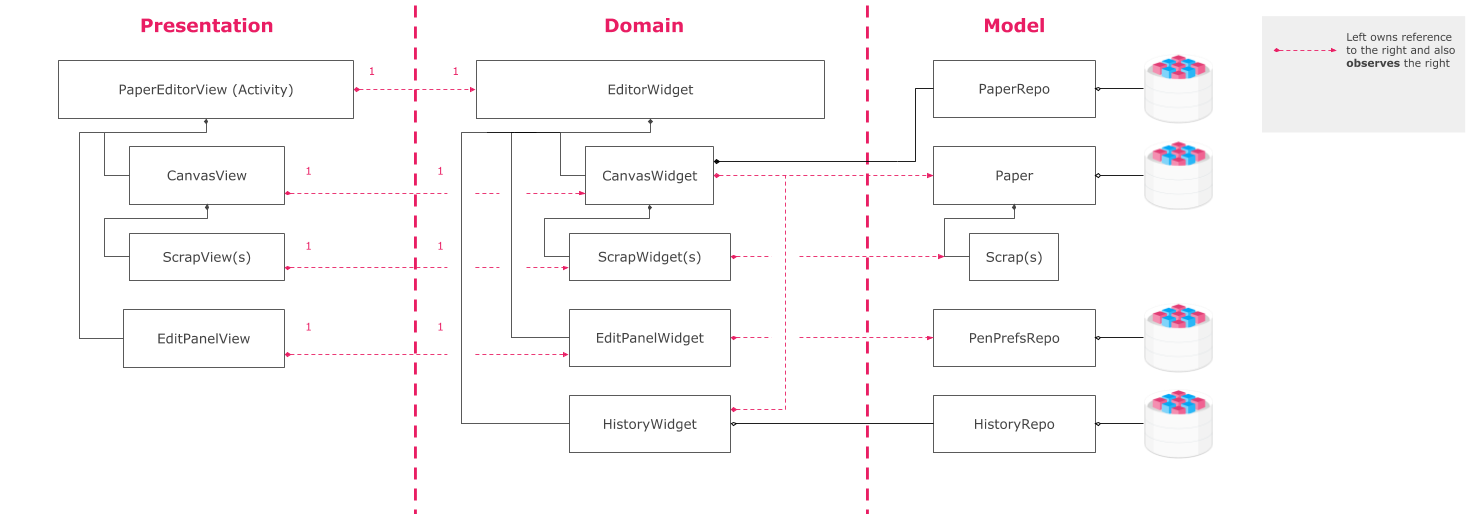 Presentation
Domain
Model
Left owns reference
to the right and also
observes the right
PaperEditorView (Activity)
1
1
EditorWidget
PaperRepo
CanvasView
1
1
CanvasWidget
Paper
ScrapView(s)
1
1
ScrapWidget(s)
Scrap(s)
EditPanelView
1
1
EditPanelWidget
PenPrefsRepo
HistoryWidget
HistoryRepo